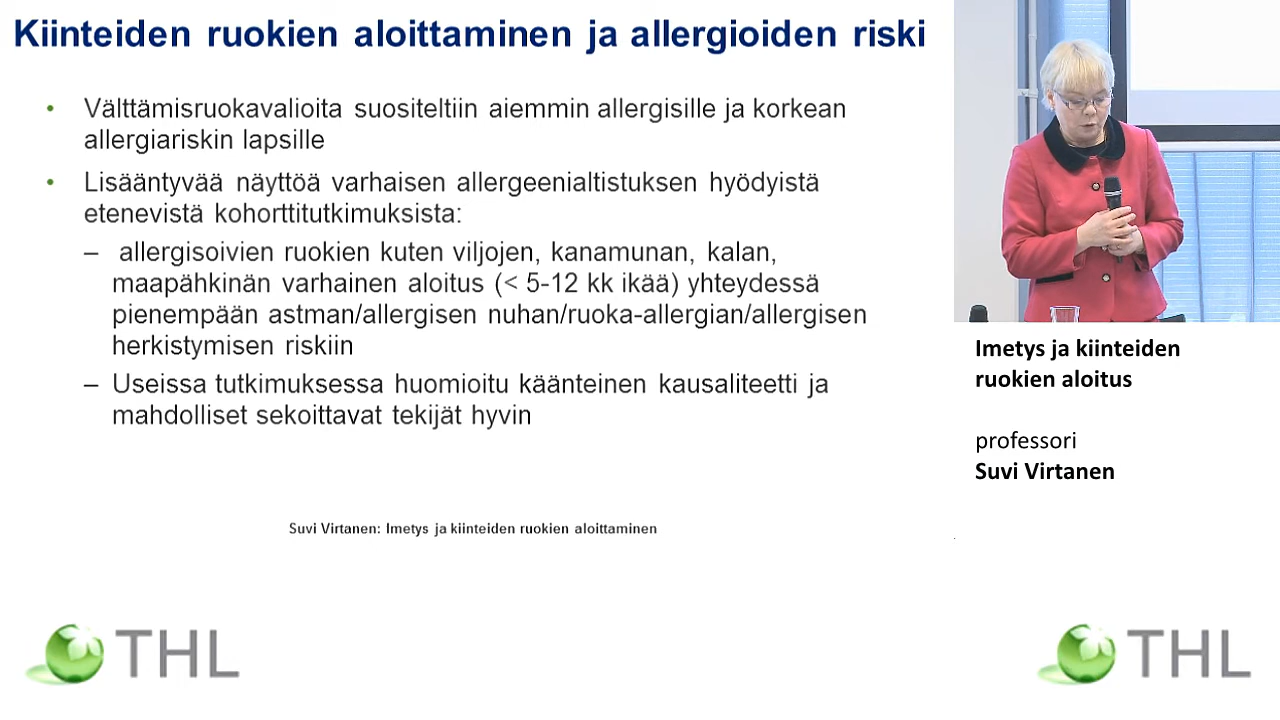 Kiinteiden ruokien aloittaminen ja allergioiden riski
• Välttämisruokavalioita suositeltiin aiemmin allergisille ja korkean
allergiariskin lapsille
• Lisääntyvää näyttöä varhaisen allergeenialtistuksen hyödyistä
etenevistä kohorttitutkimuksista:
– allergisoivien ruokien kuten viljojen, kanamunan, kalan,
maapähkinän varhainen aloitus (< 5-12 kk ikää) yhteydessä
pienempään astman/allergisen nuhan/ruoka-allergian/allergisen
herkistymisen riskiin
– Useissa tutkimuksessa huomioitu käänteinen kausaliteetti ja
mahdolliset sekoittavat tekijät hyvin
Suvi Virtanen: Imetys ja kiinteiden ruokien aloittaminen
Imetys ja kiinteiden
ruokien aloitus
professori
Suvi Virtanen
THL
THL